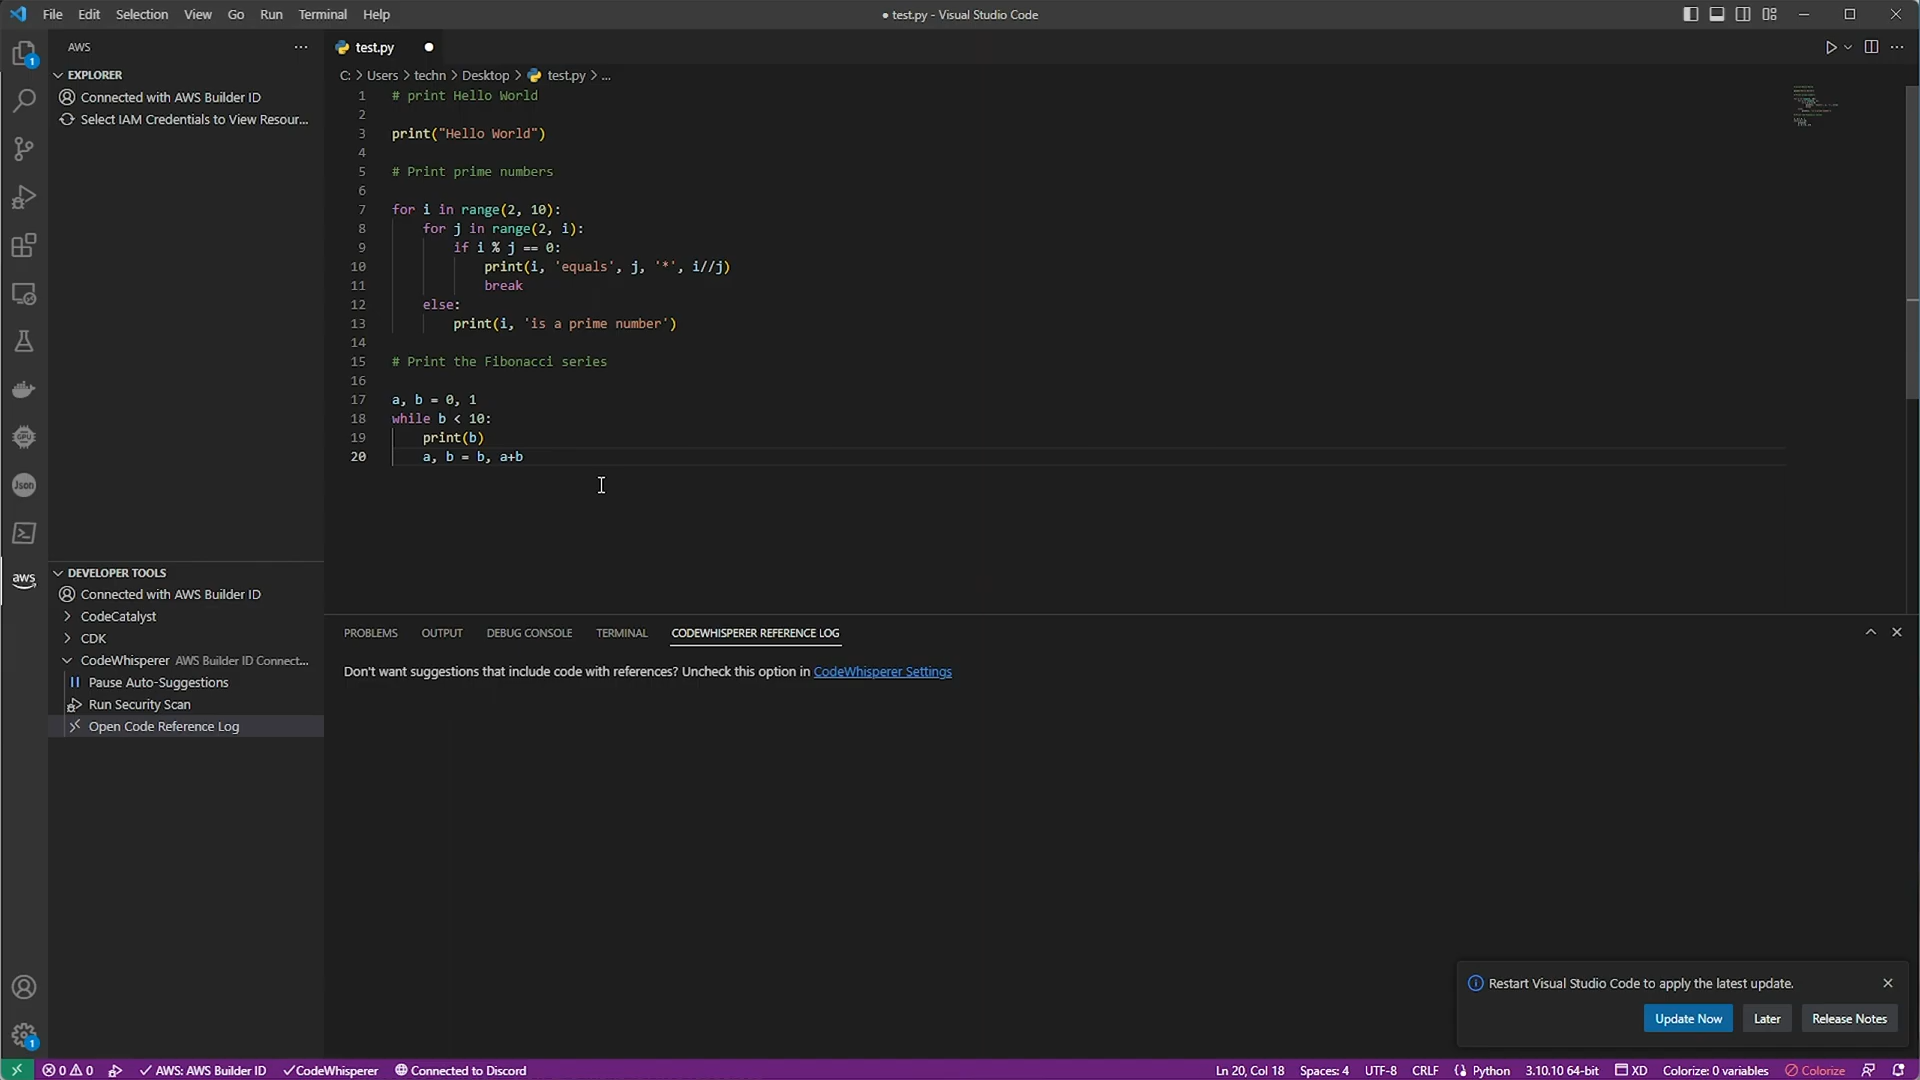 File Edit Selection View Go Run Terminal Help
● test.py - Visual Studio Code
AWS
test.py
1
EXPLORER
Connected with AWS Builder ID
Select IAM Credentials to View Resour...
C: > Users > techn > Desktop > test.py > ...
1 # print Hello World
2
3 print("Hello World")
4
5 # Print prime numbers
6
7 for i in range(2, 10):
8 for j in range(2, i):
9 if i % j == 0:
10 print(i, 'equals', j, '*', i//j)
11 break
12 else:
13 print(i, 'is a prime number')
14
15 # Print the Fibonacci series
16
17 a, b = 0, 1
18 while b < 10:
19 print(b)
20 a, b = b, a+b
GPU
Json
aws
DEVELOPER TOOLS
Connected with AWS Builder ID
CodeCatalyst
CDK
CodeWhisperer AWS Builder ID Connect...
Pause Auto-Suggestions
Run Security Scan
Open Code Reference Log
PROBLEMS OUTPUT DEBUG CONSOLE TERMINAL CODEWHISPERER REFERENCE LOG
Don't want suggestions that include code with references? Uncheck this option in CodeWhisperer Settings
Restart Visual Studio Code to apply the latest update.
Update Now Later Release Notes
1
0 0 AWS: AWS Builder ID CodeWhisperer Connected to Discord Ln 20, Col 18 Spaces: 4 UTF-8 CRLF Python 3.10.10 64-bit XD Colorize: 0 variables Colorize